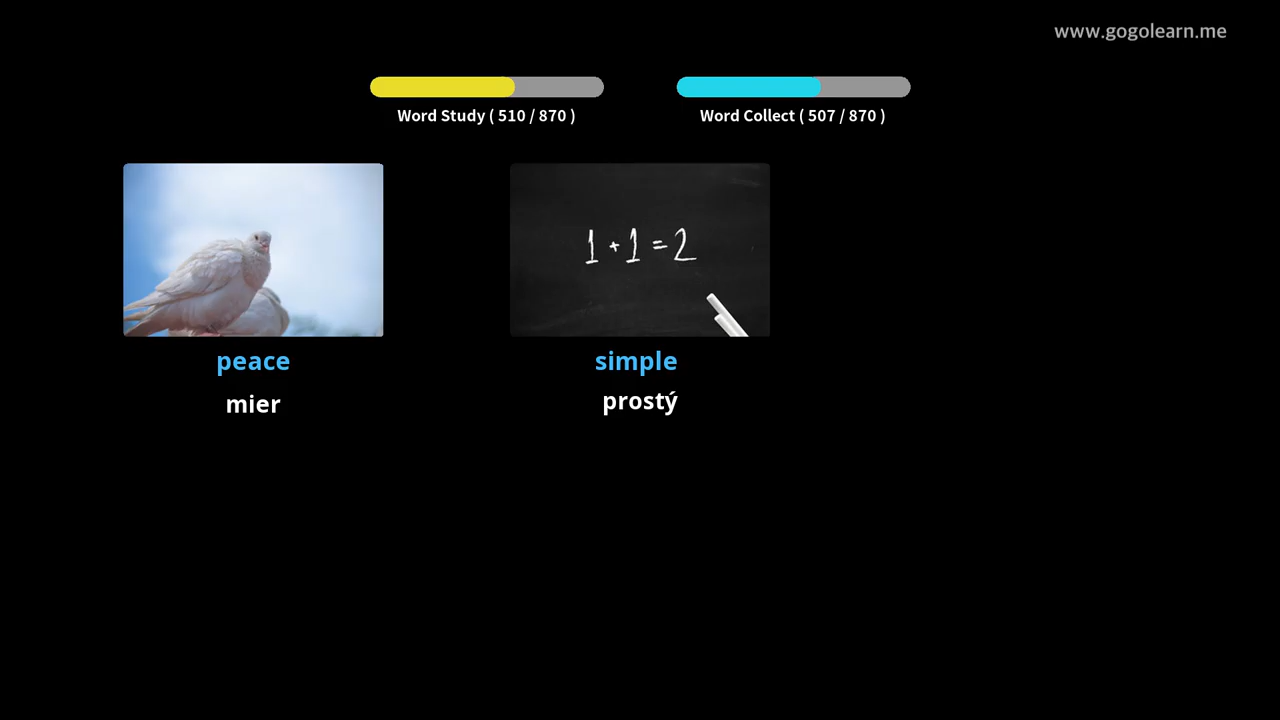 www.gogolearn.me
Word Study ( 510 / 870 )
Word Collect ( 507 / 870 )
1 + 1 = 2
peace
simple
mier
prostý